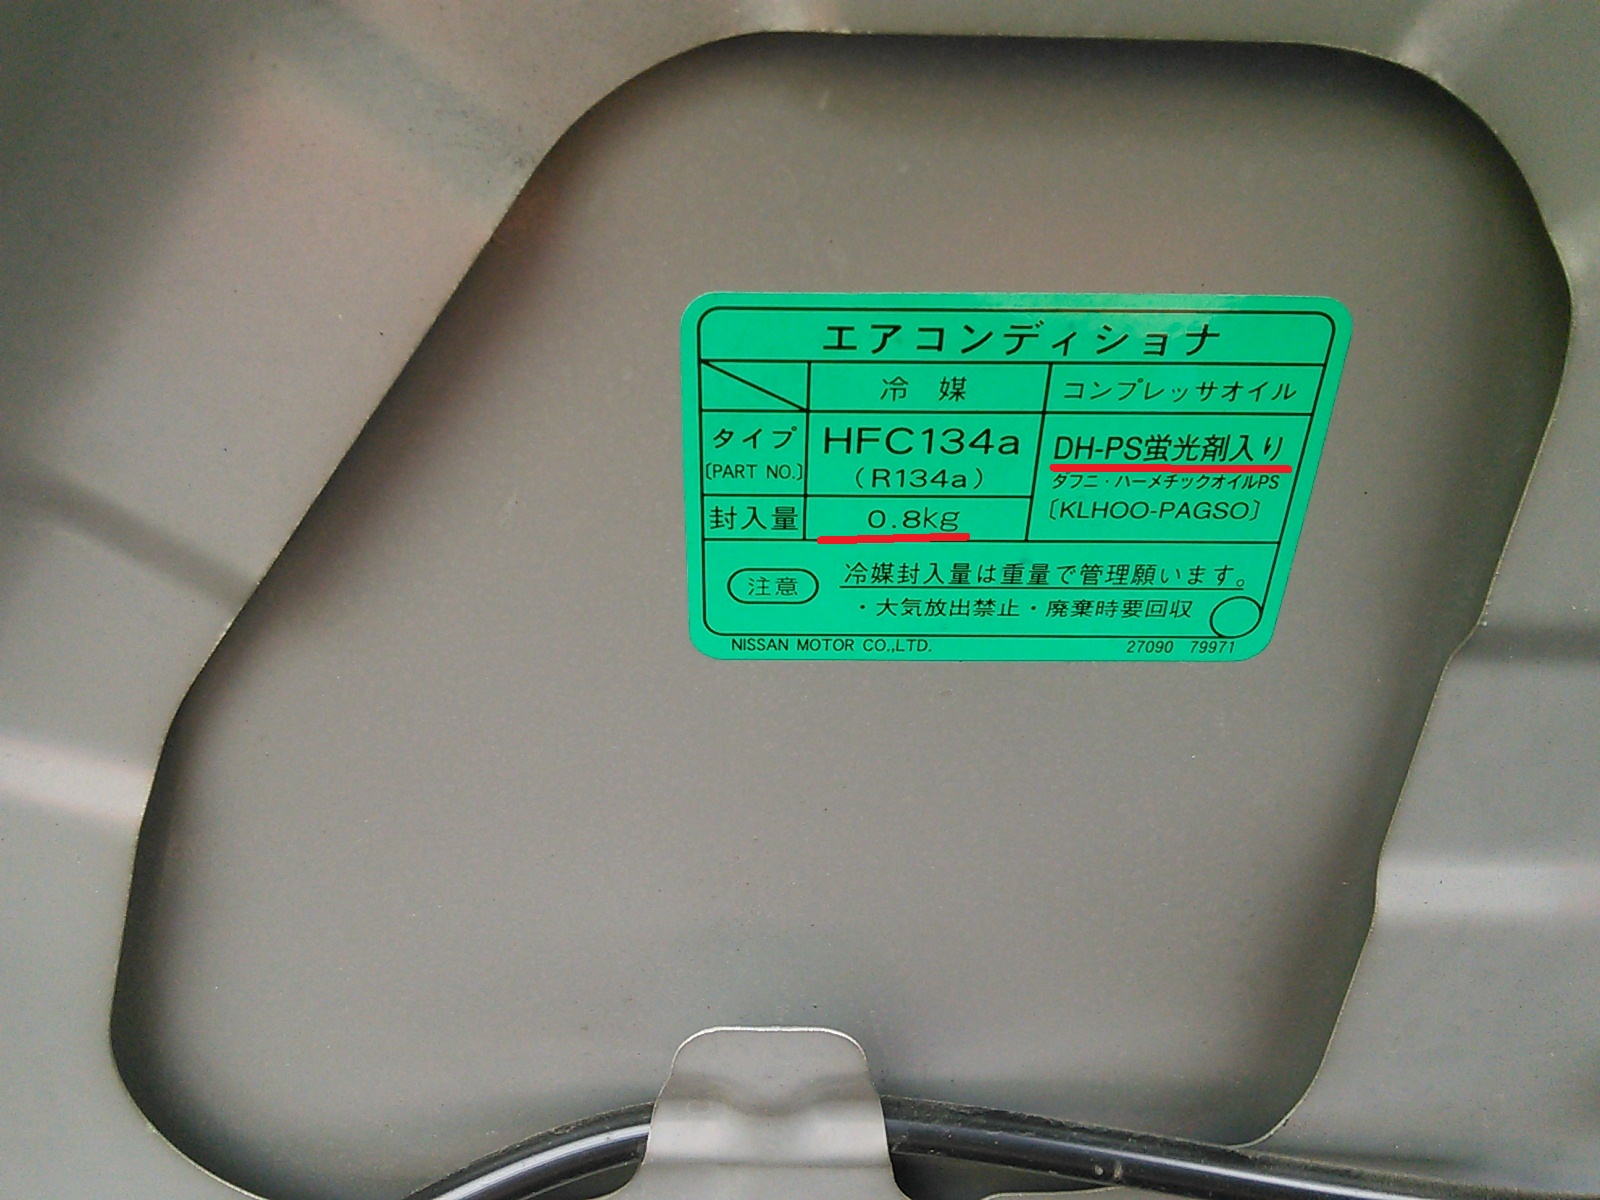 エアコンディショナ
冷 媒 コンプレッサオイル
タイプ HFC134a DH-PS蛍光剤入り
[PART NO.] (R134a) ダフニ・ハーメチックオイルPS
封入量 0.8kg [KLHOO-PAGSO]
注意 冷媒封入量は重量で管理願います。
・大気放出禁止・廃棄時要回収
NISSAN MOTOR CO.,LTD. 27090 79971